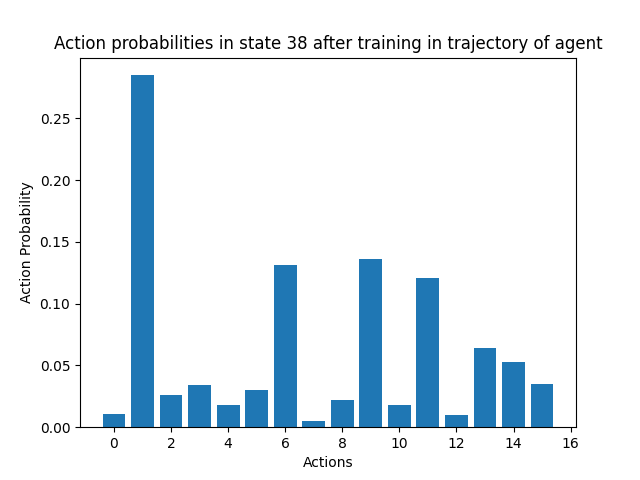 Action probabilities in state 38 after training in trajectory of agent
0.25
0.20
0.15
0.10
0.05
0.00
Action Probability
0 2 4 6 8 10 12 14 16
Actions